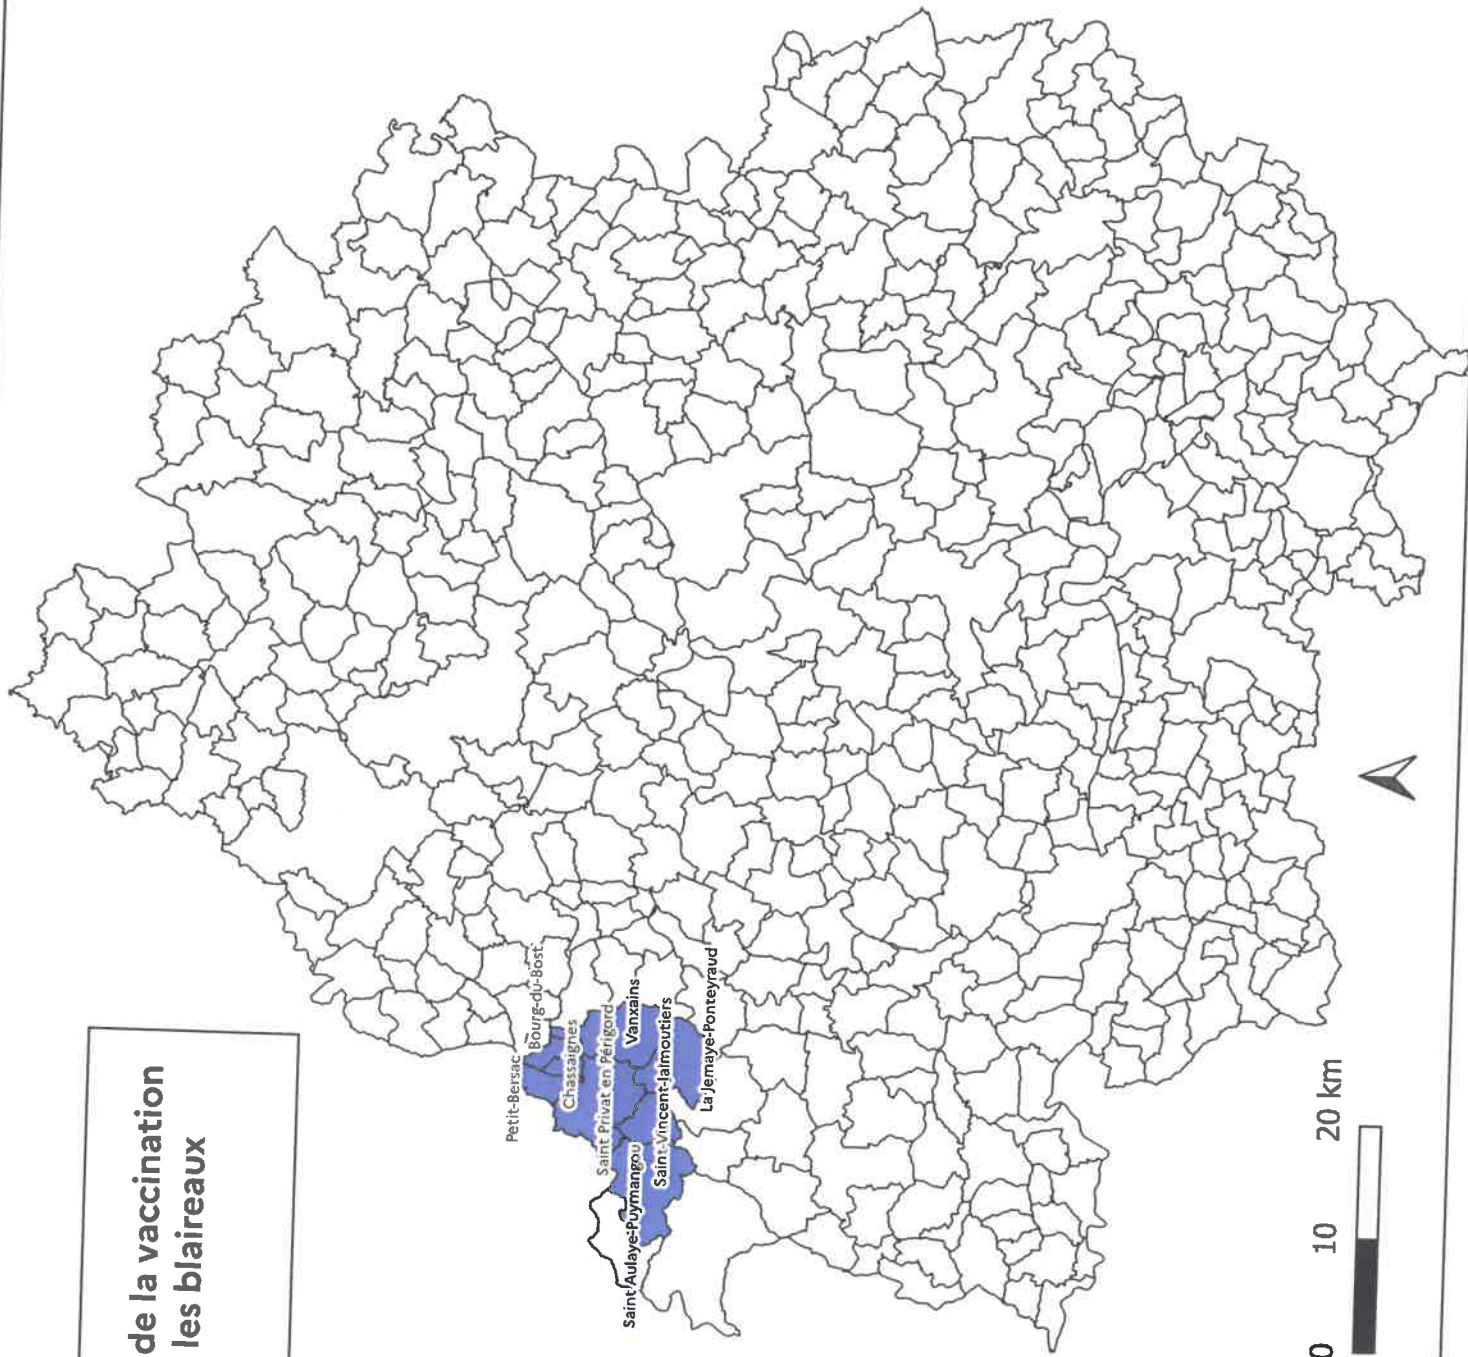 de la vaccination
les blaireaux
Petit-Bersac
Bourg-du-Bost
Chassaignes
Saint Privat en Périgord
Vanxains
Saint Aulaye-Puymangou
Saint-Vincent-Jalmoutiers
La Jemaye-Ponteyraud
0 10 20 km